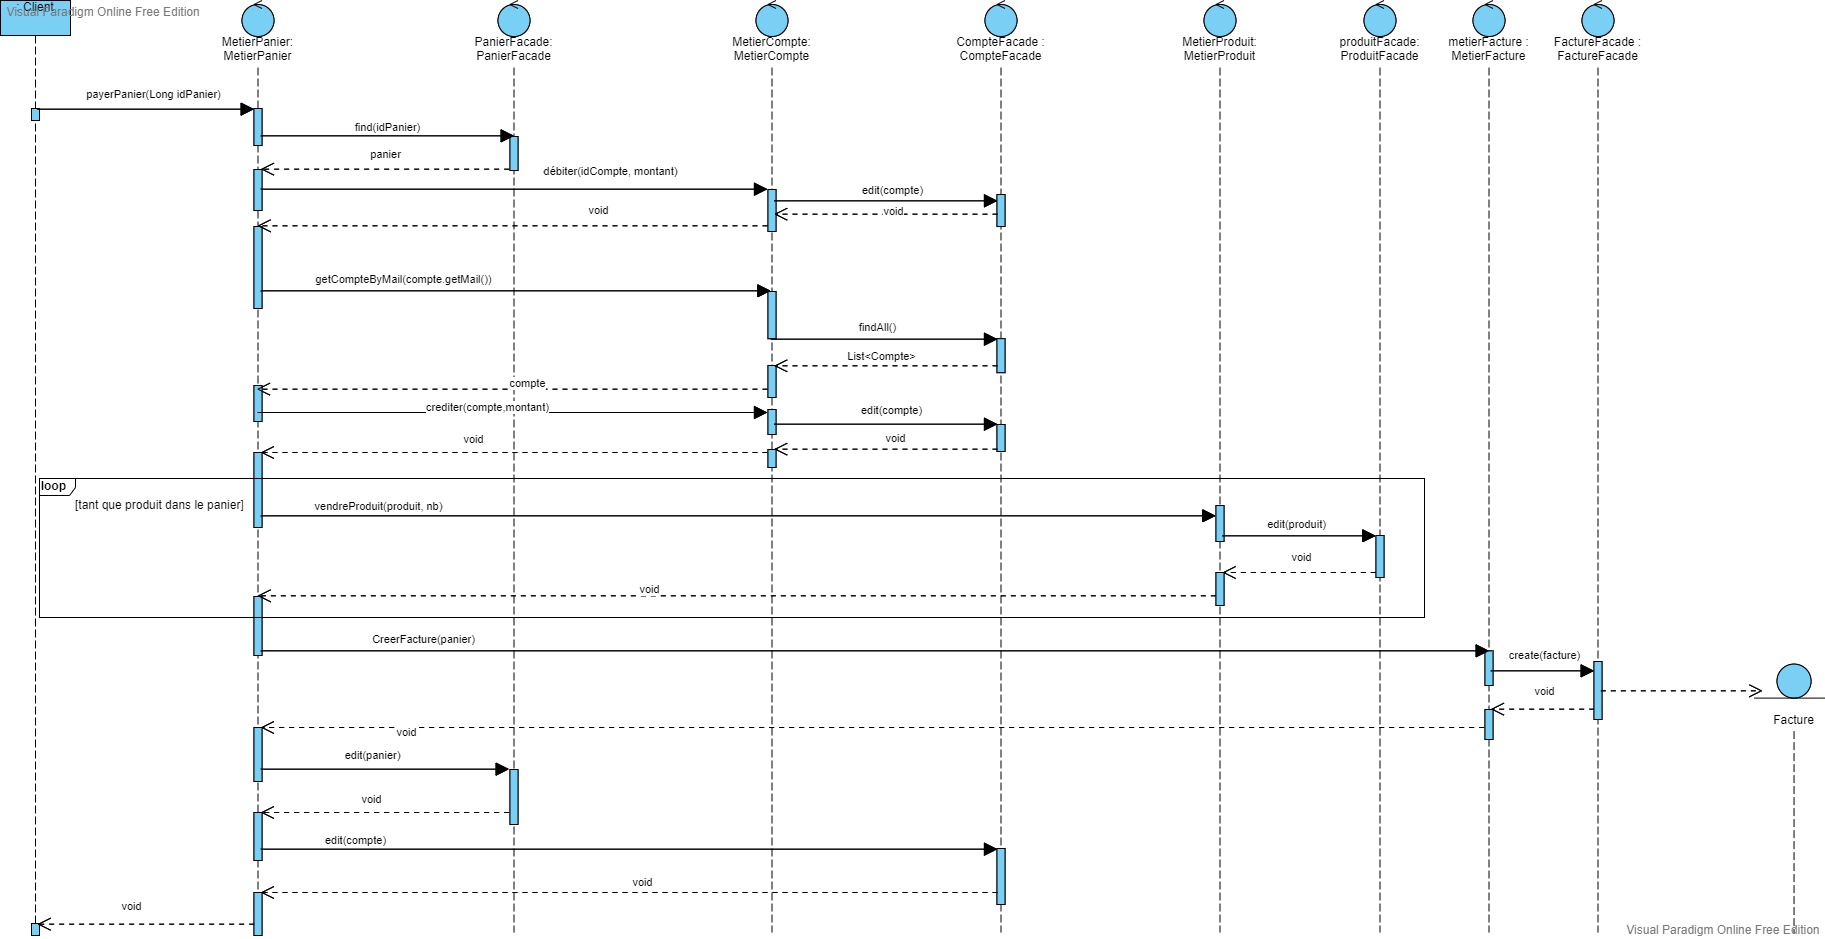 : Client
Visual Paradigm Online Free Edition
MetierPanier:
MetierPanier
PanierFacade:
PanierFacade
MetierCompte:
MetierCompte
CompteFacade :
CompteFacade
MetierProduit:
MetierProduit
produitFacade:
ProduitFacade
metierFacture :
MetierFacture
FactureFacade :
FactureFacade
payerPanier(Long idPanier)
find(idPanier)
panier
débiter(idCompte, montant)
edit(compte)
void
void
getCompteByMail(compte.getMail())
findAll()
List<Compte>
compte
crediter(compte,montant)
edit(compte)
void
void
loop
[tant que produit dans le panier]
vendreProduit(produit, nb)
edit(produit)
void
void
CreerFacture(panier)
create(facture)
void
Facture
void
edit(panier)
void
edit(compte)
void
void
Visual Paradigm Online Free Edition